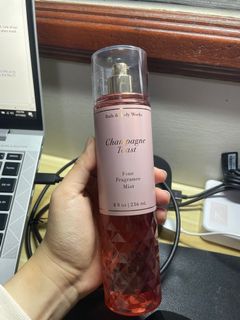 Bath & Body Works
Champagne
Toast
Fine
Fragrance
Mist
8 fl oz / 236 mL